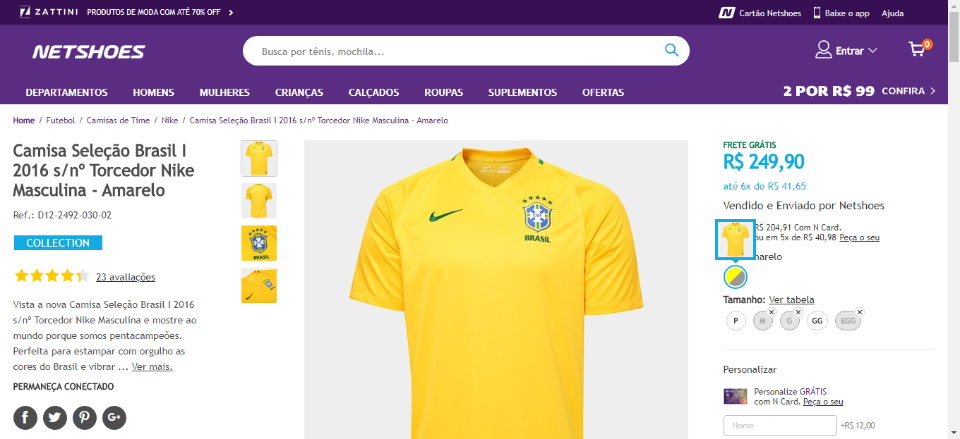 ZATTINI PRODUTOS DE MODA COM ATÉ 70% OFF
Cartão Netshoes Baixe o app Ajuda
NETSHOES
Busca por tênis, mochila...
Entrar
0
DEPARTAMENTOS HOMENS MULHERES CRIANÇAS CALÇADOS ROUPAS SUPLEMENTOS OFERTAS
2 POR R$ 99 CONFIRA
Home / Futebol / Camisas de Time / Nike / Camisa Seleção Brasil I 2016 s/nº Torcedor Nike Masculina - Amarelo
Camisa Seleção Brasil I
2016 s/nº Torcedor Nike
Masculina - Amarelo
Ref.: D12-2492-030-02
COLLECTION
23 avaliações
Vista a nova Camisa Seleção Brasil I 2016
s/nº Torcedor Nike Masculina e mostre ao
mundo porque somos pentacampeões.
Perfeita para estampar com orgulho as
cores do Brasil e vibrar ... Ver mais.
PERMANEÇA CONECTADO
BRASIL
BRASIL
FRETE GRÁTIS
R$ 249,90
até 6x de R$ 41,65
Vendido e Enviado por Netshoes
R$ 204,91 Com N Card.
ou em 5x de R$ 40,98 Peça o seu
marelo
Tamanho: Ver tabela
P M G GG EGG
Personalizar
Personalize GRÁTIS
com N Card. Peça o seu
Nome +R$ 12,00